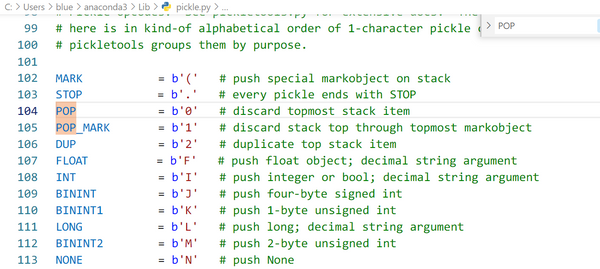 C: > Users > blue > anaconda3 > Lib > pickle.py > ...
POP
99 # here is in kind-of alphabetical order of 1-character pickle
100 # pickletools groups them by purpose.
101
102 MARK = b'(' # push special markobject on stack
103 STOP = b'.' # every pickle ends with STOP
104 POP = b'0' # discard topmost stack item
105 POP_MARK = b'1' # discard stack top through topmost markobject
106 DUP = b'2' # duplicate top stack item
107 FLOAT = b'F' # push float object; decimal string argument
108 INT = b'I' # push integer or bool; decimal string argument
109 BININT = b'J' # push four-byte signed int
110 BININT1 = b'K' # push 1-byte unsigned int
111 LONG = b'L' # push long; decimal string argument
112 BININT2 = b'M' # push 2-byte unsigned int
113 NONE = b'N' # push None